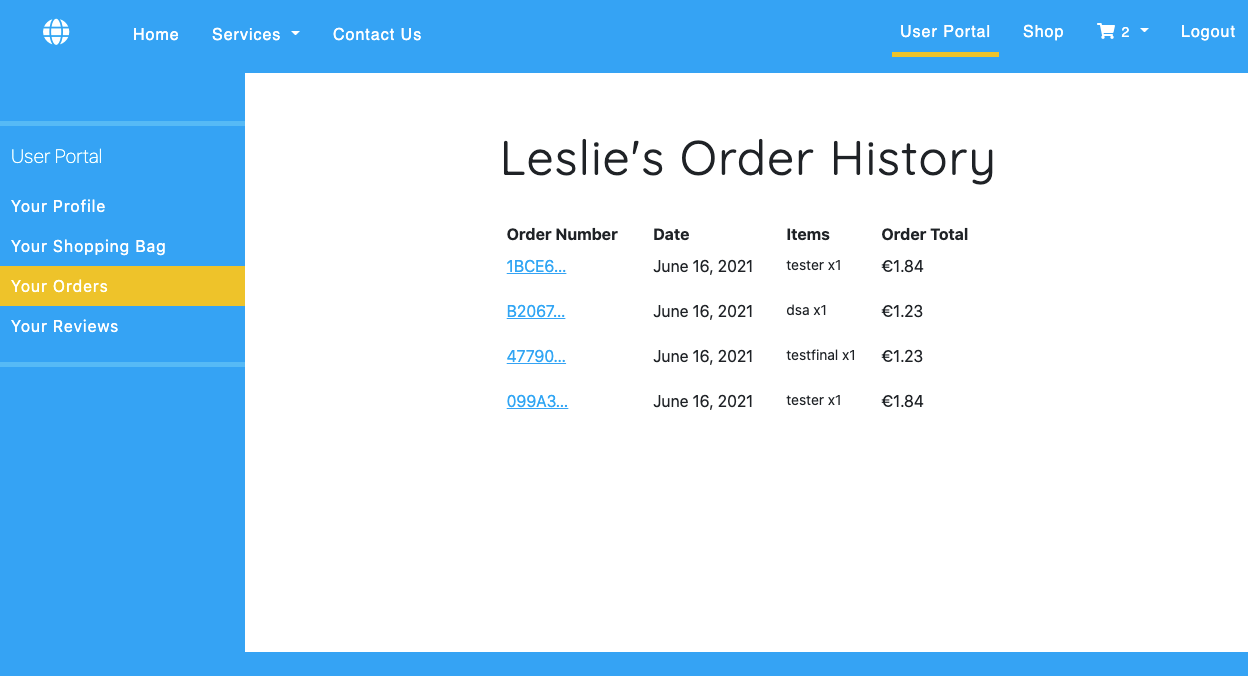 Home Services Contact Us User Portal Shop 2 Logout
User Portal
Your Profile
Your Shopping Bag
Your Orders
Your Reviews
Leslie's Order History
Order Number Date Items Order Total
1BCE6... June 16, 2021 tester x1 €1.84
B2067... June 16, 2021 dsa x1 €1.23
47790... June 16, 2021 testfinal x1 €1.23
099A3... June 16, 2021 tester x1 €1.84